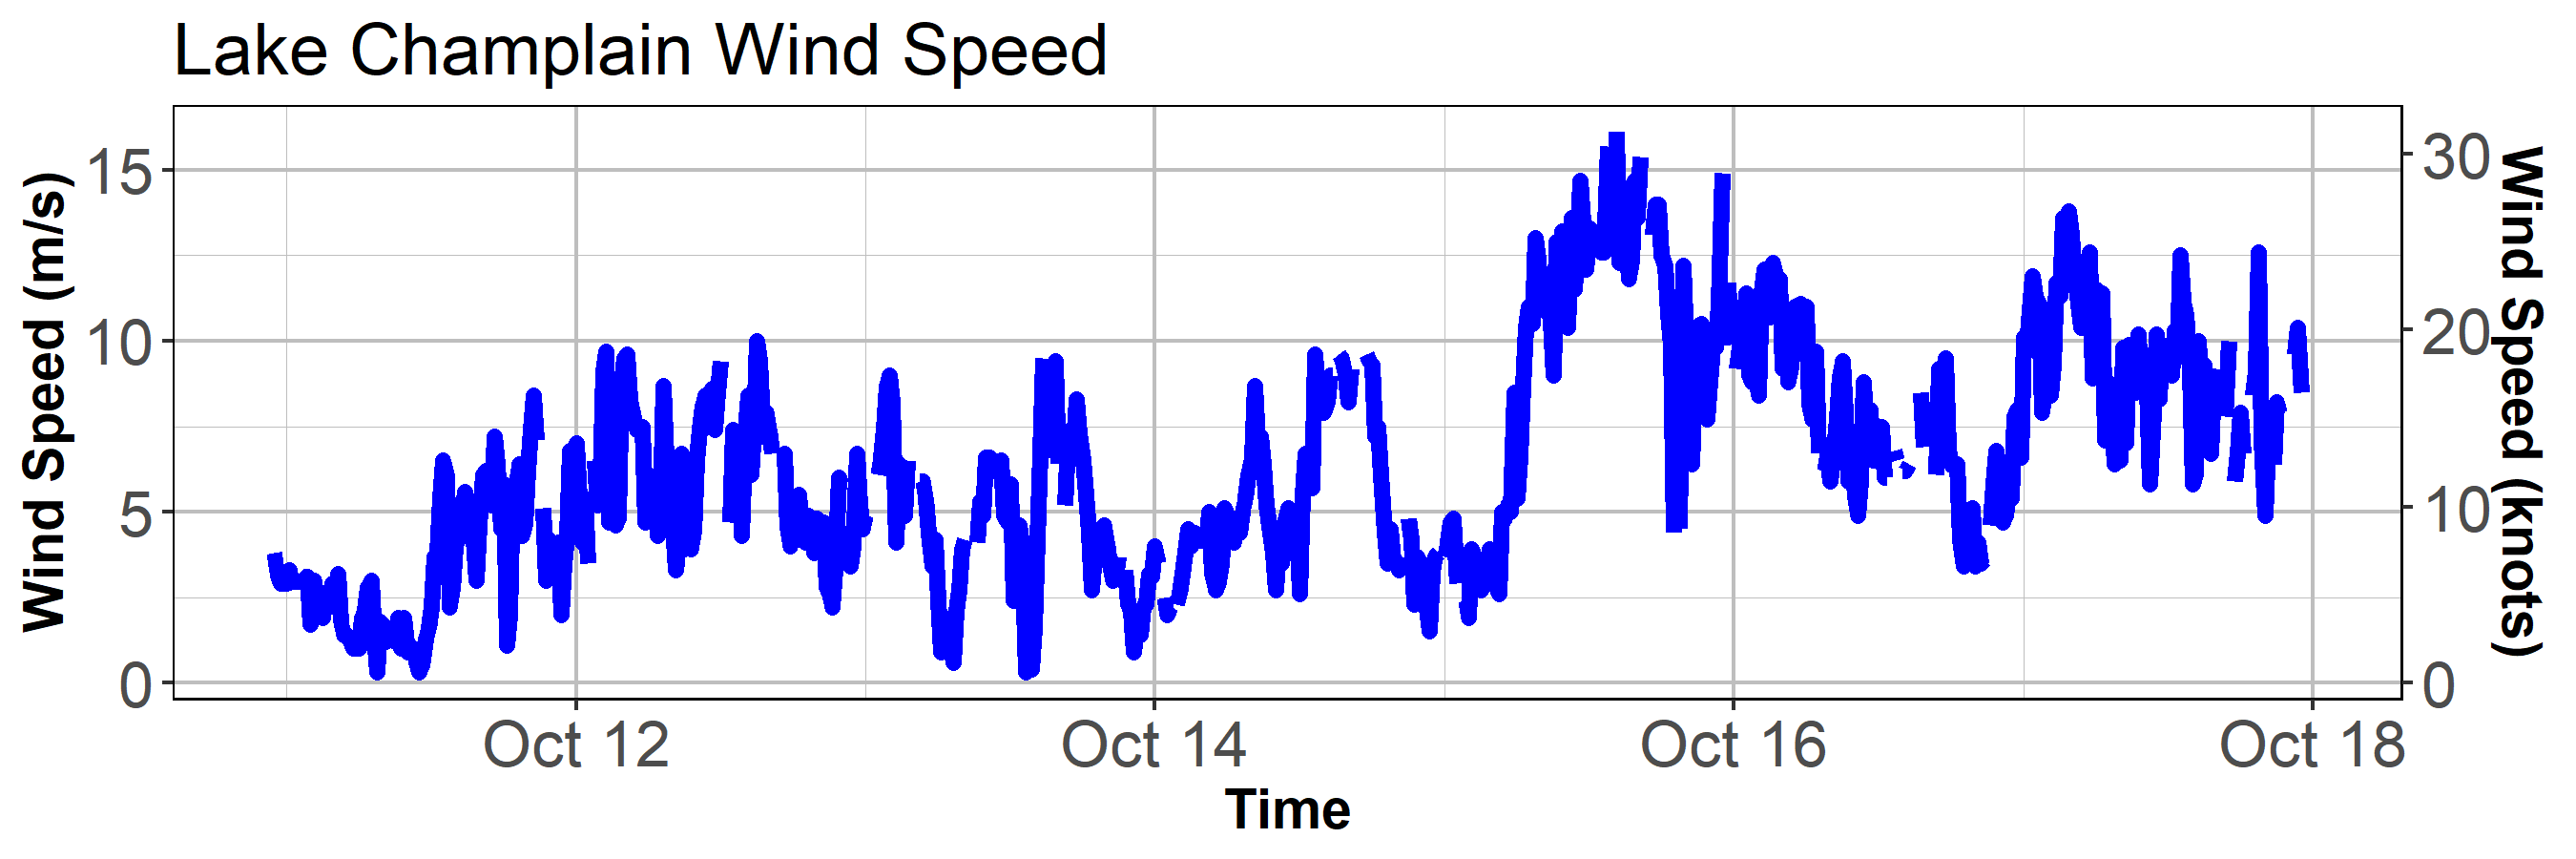 Lake Champlain Wind Speed
Wind Speed (m/s)
15
10
5
0
30
20
10
0
Wind Speed (knots)
Oct 12
Oct 14
Oct 16
Oct 18
Time